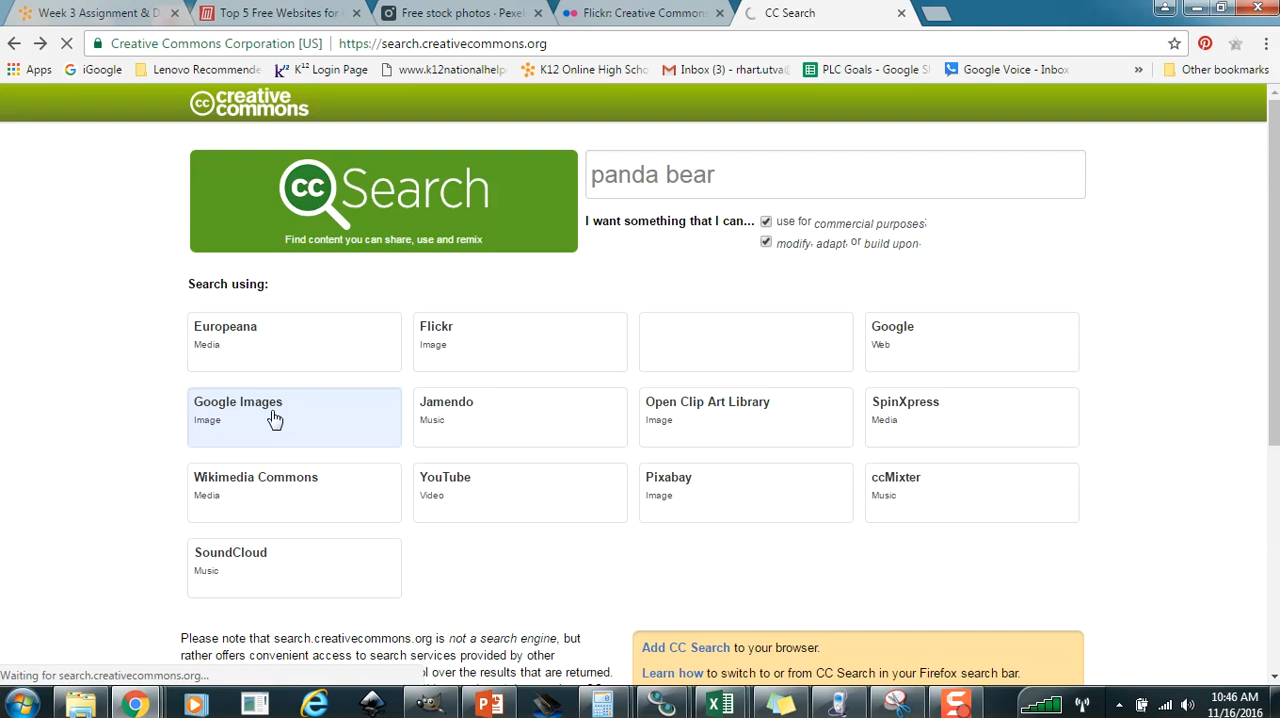 Week 3 Assignment & D
Top 5 Free Websites for
Free stock photos - Pexel
Flickr: Creative Common
CC Search
Creative Commons Corporation [US]
https://search.creativecommons.org
Apps
iGoogle
Lenovo Recommende
K¹² Login Page
www.k12nationalhelp
K12 Online High Scho
Inbox (3) - rhart.utva@
PLC Goals - Google S
Google Voice - Inbox
»
Other bookmarks
cc creative commons
cc Search
Find content you can share, use and remix
panda bear
I want something that I can... use for commercial purposes;
modify, adapt, or build upon.
Search using:
Europeana
Media
Flickr
Image
Google
Web
Google Images
Image
Jamendo
Music
Open Clip Art Library
Image
SpinXpress
Media
Wikimedia Commons
Media
YouTube
Video
Pixabay
Image
ccMixter
Music
SoundCloud
Music
Please note that search.creativecommons.org is not a search engine, but
rather offers convenient access to search services provided by other
ol over the results that are returned.
Add CC Search to your browser.
Learn how to switch to or from CC Search in your Firefox search bar.
Waiting for search.creativecommons.org...
10:46 AM
11/16/2016